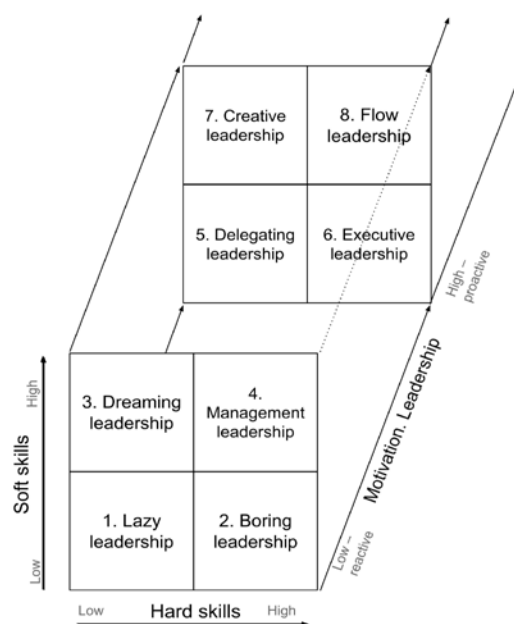 7. Creative
leadership
8. Flow
leadership
5. Delegating
leadership
6. Executive
leadership
High –
proactive
Motivation. Leadership
Low –
reactive
3. Dreaming
leadership
4.
Management
leadership
1. Lazy
leadership
2. Boring
leadership
Soft skills
High
Low
Low
Hard skills
High